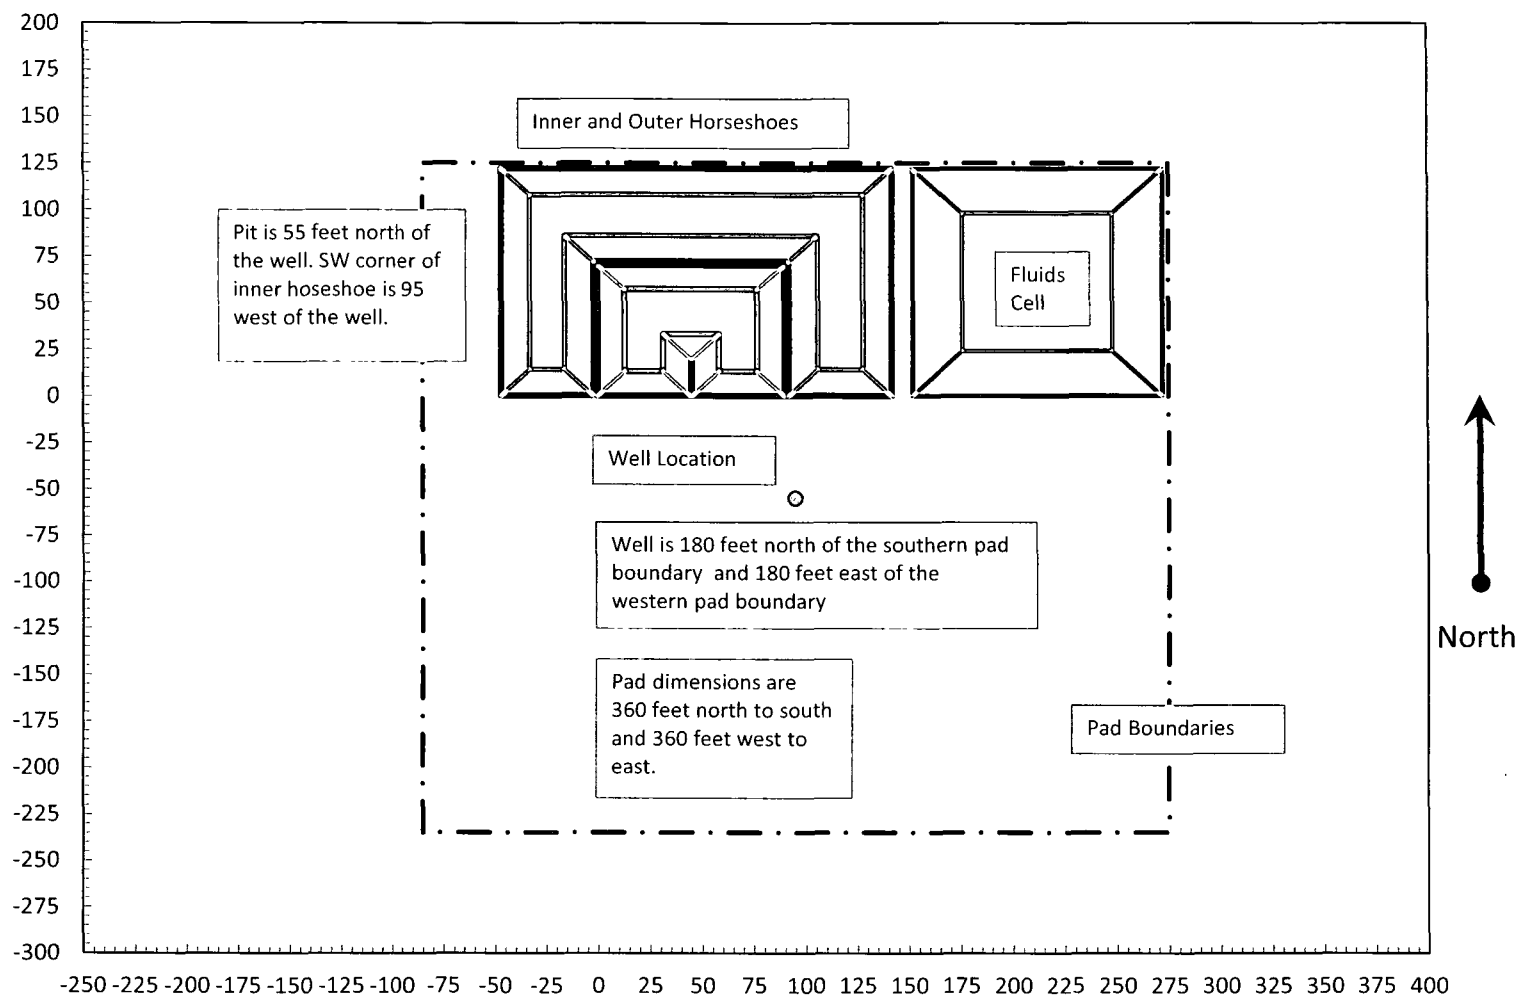 200
175
150
125
100
75
50
25
0
-25
-50
-75
-100
-125
-150
-175
-200
-225
-250
-275
-300
Inner and Outer Horseshoes
Pit is 55 feet north of
the well. SW corner of
inner hoseshoe is 95
west of the well.
Fluids
Cell
Well Location
Well is 180 feet north of the southern pad
boundary and 180 feet east of the
western pad boundary
Pad dimensions are
360 feet north to south
and 360 feet west to
east.
North
Pad Boundaries
-250 -225 -200 -175 -150 -125 -100 -75 -50 -25 0 25 50 75 100 125 150 175 200 225 250 275 300 325 350 375 400